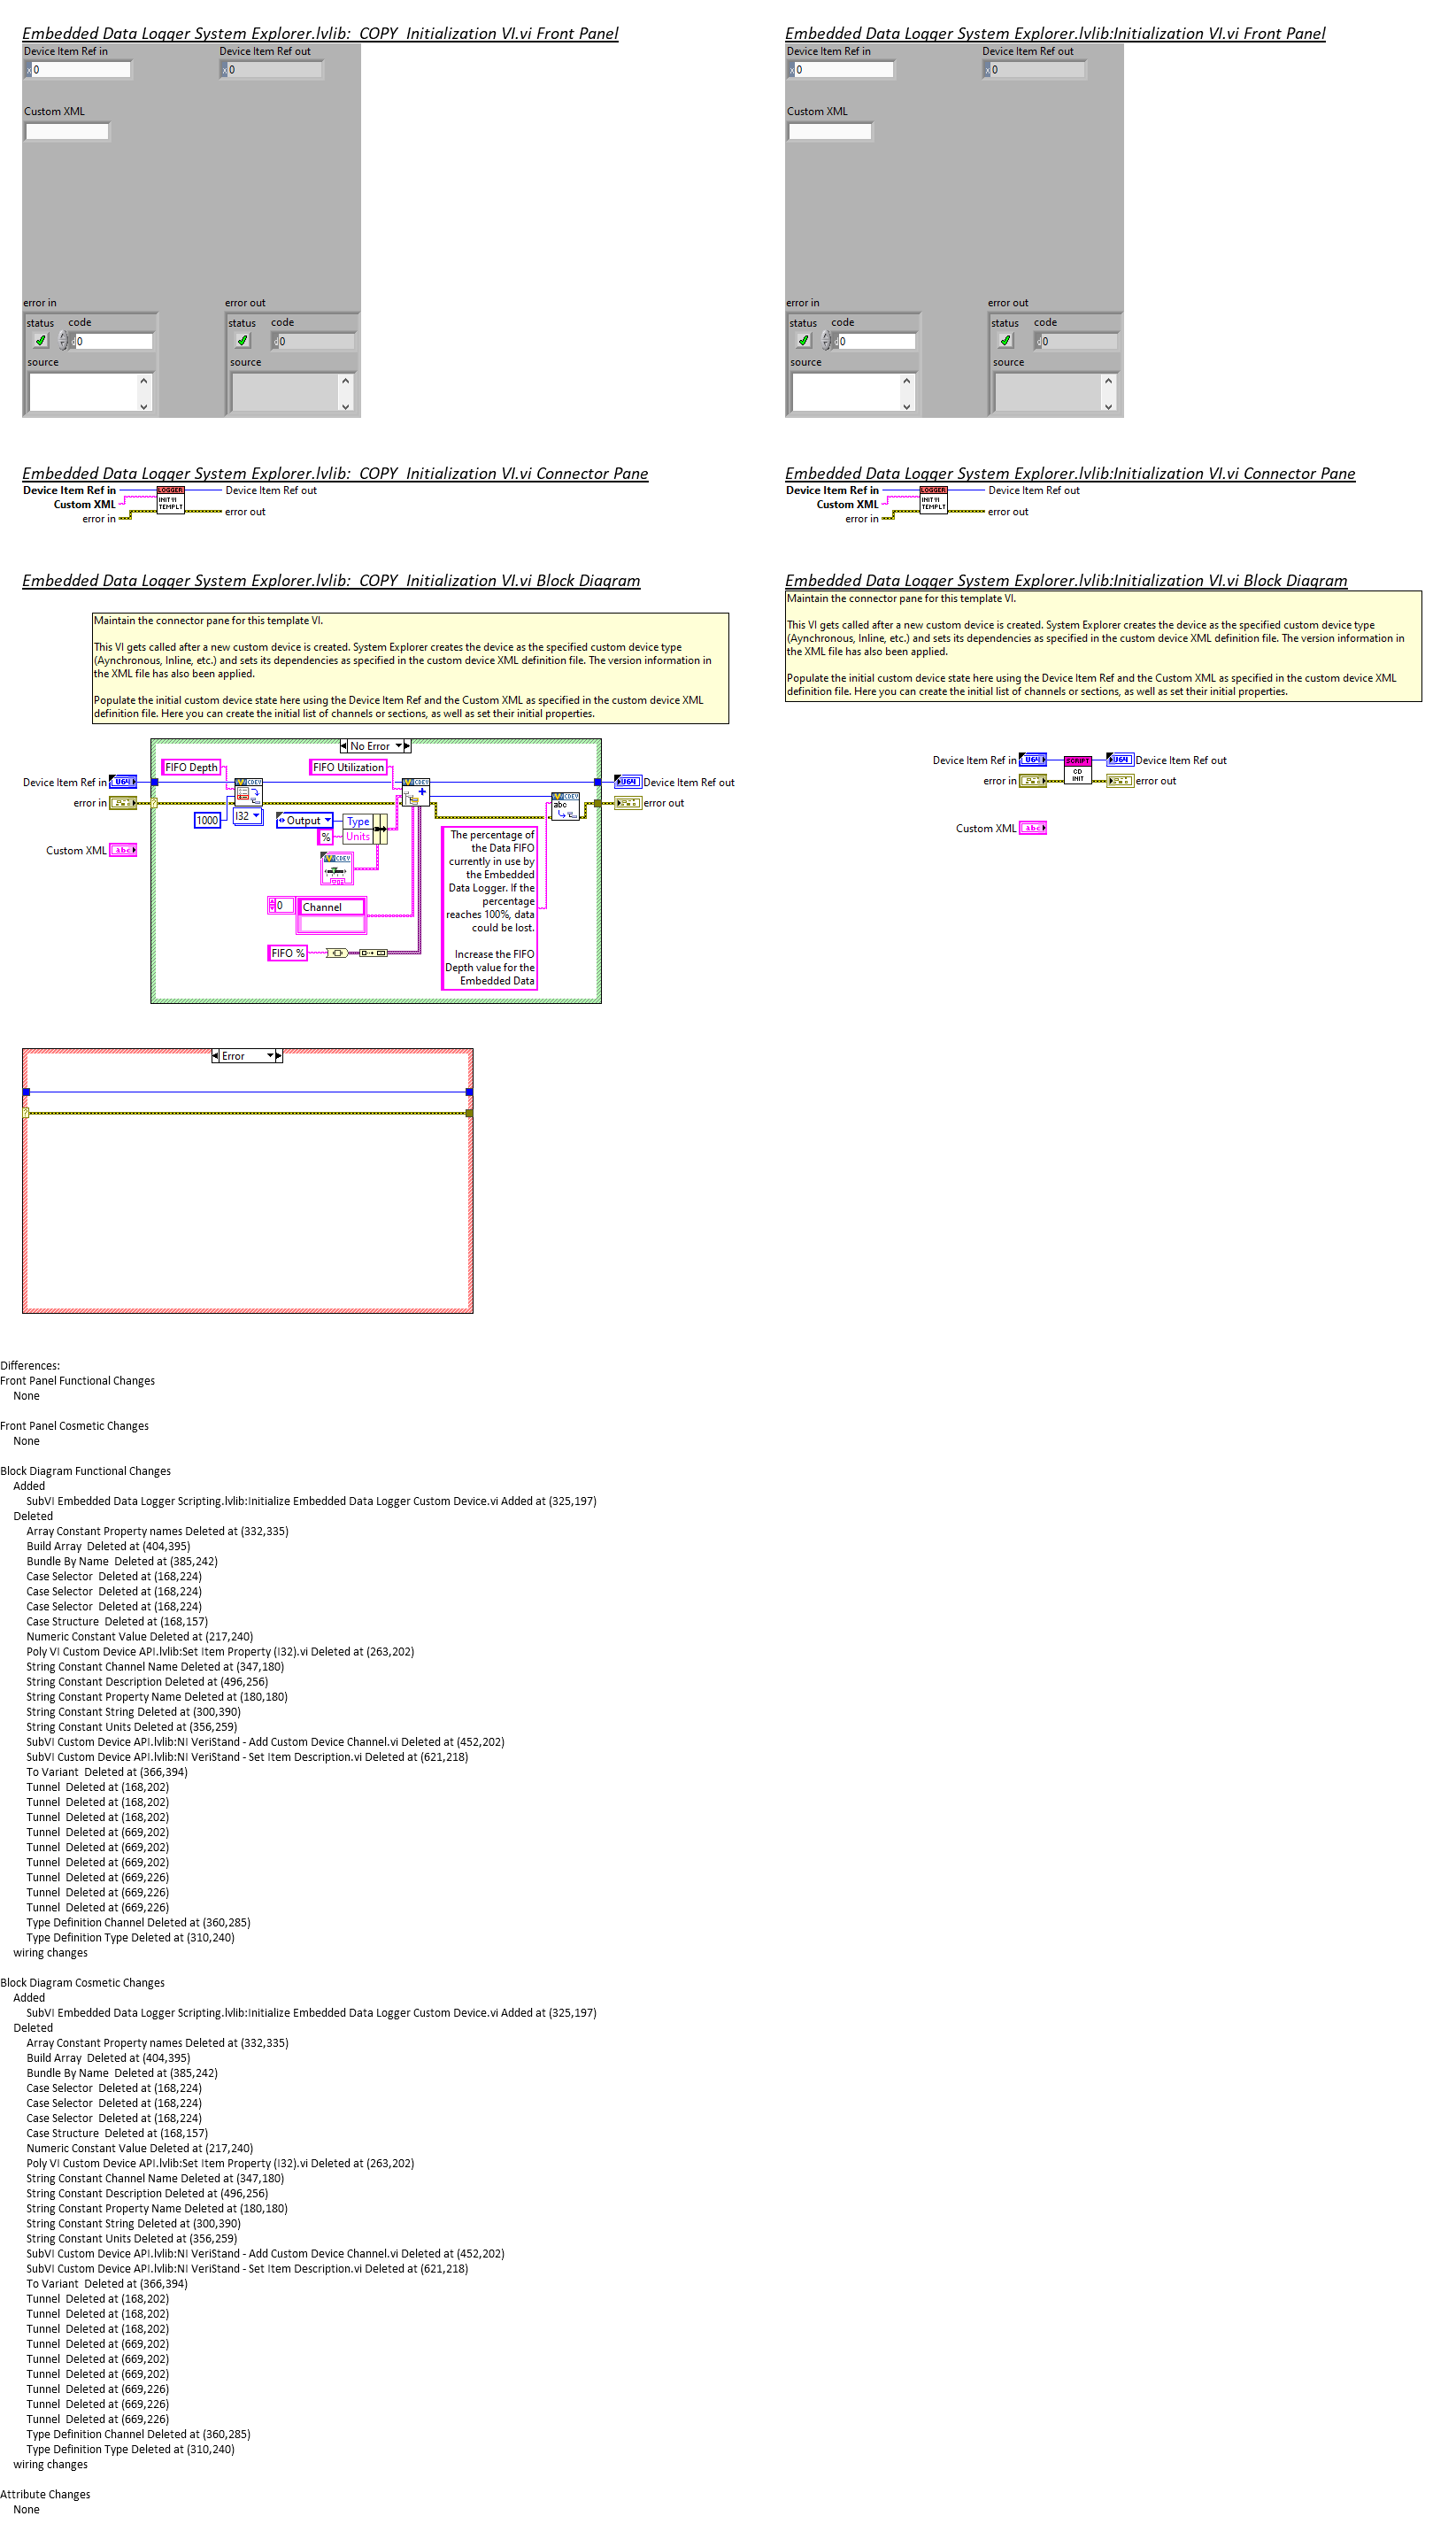 Embedded Data Logger System Explorer.lvlib:  COPY  Initialization VI.vi Front Panel
Device Item Ref in
Device Item Ref out
x 0
x 0
Custom XML
error in
error out
status
code
status
code
d 0
d 0
source
source
Embedded Data Logger System Explorer.lvlib:Initialization VI.vi Front Panel
Device Item Ref in
Device Item Ref out
x 0
x 0
Custom XML
error in
error out
status
code
status
code
d 0
d 0
source
source
Embedded Data Logger System Explorer.lvlib:  COPY  Initialization VI.vi Connector Pane
Device Item Ref in
LOGGER
Device Item Ref out
Custom XML
INIT VI
TEMPLT
error in
error out
Embedded Data Logger System Explorer.lvlib:Initialization VI.vi Connector Pane
Device Item Ref in
LOGGER
Device Item Ref out
Custom XML
INIT VI
TEMPLT
error in
error out
Embedded Data Logger System Explorer.lvlib:  COPY  Initialization VI.vi Block Diagram
Maintain the connector pane for this template VI.
This VI gets called after a new custom device is created. System Explorer creates the device as the specified custom device type
(Aynchronous, Inline, etc.) and sets its dependencies as specified in the custom device XML definition file. The version information in
the XML file has also been applied.
Populate the initial custom device state here using the Device Item Ref and the Custom XML as specified in the custom device XML
definition file. Here you can create the initial list of channels or sections, as well as set their initial properties.
No Error
FIFO Depth
FIFO Utilization
Device Item Ref in
U64
CDEV
CDEV
U64
Device Item Ref out
error in
error out
CDEV
abc
1000
I32
Output
Type
%
Units
Custom XML
abc
CDEV
0
Channel
FIFO %
The percentage of
the Data FIFO
currently in use by
the Embedded
Data Logger. If the
percentage
reaches 100%, data
could be lost.
Increase the FIFO
Depth value for the
Embedded Data
Error
Embedded Data Logger System Explorer.lvlib:Initialization VI.vi Block Diagram
Maintain the connector pane for this template VI.
This VI gets called after a new custom device is created. System Explorer creates the device as the specified custom device type
(Aynchronous, Inline, etc.) and sets its dependencies as specified in the custom device XML definition file. The version information in
the XML file has also been applied.
Populate the initial custom device state here using the Device Item Ref and the Custom XML as specified in the custom device XML
definition file. Here you can create the initial list of channels or sections, as well as set their initial properties.
Device Item Ref in
U64
SCRIPT
U64
Device Item Ref out
error in
CD
INIT
error out
Custom XML
abc
Differences:
Front Panel Functional Changes
None
Front Panel Cosmetic Changes
None
Block Diagram Functional Changes
Added
SubVI Embedded Data Logger Scripting.lvlib:Initialize Embedded Data Logger Custom Device.vi Added at (325,197)
Deleted
Array Constant Property names Deleted at (332,335)
Build Array  Deleted at (404,395)
Bundle By Name  Deleted at (385,242)
Case Selector  Deleted at (168,224)
Case Selector  Deleted at (168,224)
Case Selector  Deleted at (168,224)
Case Structure  Deleted at (168,157)
Numeric Constant Value Deleted at (217,240)
Poly VI Custom Device API.lvlib:Set Item Property (I32).vi Deleted at (263,202)
String Constant Channel Name Deleted at (347,180)
String Constant Description Deleted at (496,256)
String Constant Property Name Deleted at (180,180)
String Constant String Deleted at (300,390)
String Constant Units Deleted at (356,259)
SubVI Custom Device API.lvlib:NI VeriStand - Add Custom Device Channel.vi Deleted at (452,202)
SubVI Custom Device API.lvlib:NI VeriStand - Set Item Description.vi Deleted at (621,218)
To Variant  Deleted at (366,394)
Tunnel  Deleted at (168,202)
Tunnel  Deleted at (168,202)
Tunnel  Deleted at (168,202)
Tunnel  Deleted at (669,202)
Tunnel  Deleted at (669,202)
Tunnel  Deleted at (669,202)
Tunnel  Deleted at (669,226)
Tunnel  Deleted at (669,226)
Tunnel  Deleted at (669,226)
Type Definition Channel Deleted at (360,285)
Type Definition Type Deleted at (310,240)
wiring changes
Block Diagram Cosmetic Changes
Added
SubVI Embedded Data Logger Scripting.lvlib:Initialize Embedded Data Logger Custom Device.vi Added at (325,197)
Deleted
Array Constant Property names Deleted at (332,335)
Build Array  Deleted at (404,395)
Bundle By Name  Deleted at (385,242)
Case Selector  Deleted at (168,224)
Case Selector  Deleted at (168,224)
Case Selector  Deleted at (168,224)
Case Structure  Deleted at (168,157)
Numeric Constant Value Deleted at (217,240)
Poly VI Custom Device API.lvlib:Set Item Property (I32).vi Deleted at (263,202)
String Constant Channel Name Deleted at (347,180)
String Constant Description Deleted at (496,256)
String Constant Property Name Deleted at (180,180)
String Constant String Deleted at (300,390)
String Constant Units Deleted at (356,259)
SubVI Custom Device API.lvlib:NI VeriStand - Add Custom Device Channel.vi Deleted at (452,202)
SubVI Custom Device API.lvlib:NI VeriStand - Set Item Description.vi Deleted at (621,218)
To Variant  Deleted at (366,394)
Tunnel  Deleted at (168,202)
Tunnel  Deleted at (168,202)
Tunnel  Deleted at (168,202)
Tunnel  Deleted at (669,202)
Tunnel  Deleted at (669,202)
Tunnel  Deleted at (669,202)
Tunnel  Deleted at (669,226)
Tunnel  Deleted at (669,226)
Tunnel  Deleted at (669,226)
Type Definition Channel Deleted at (360,285)
Type Definition Type Deleted at (310,240)
wiring changes
Attribute Changes
None